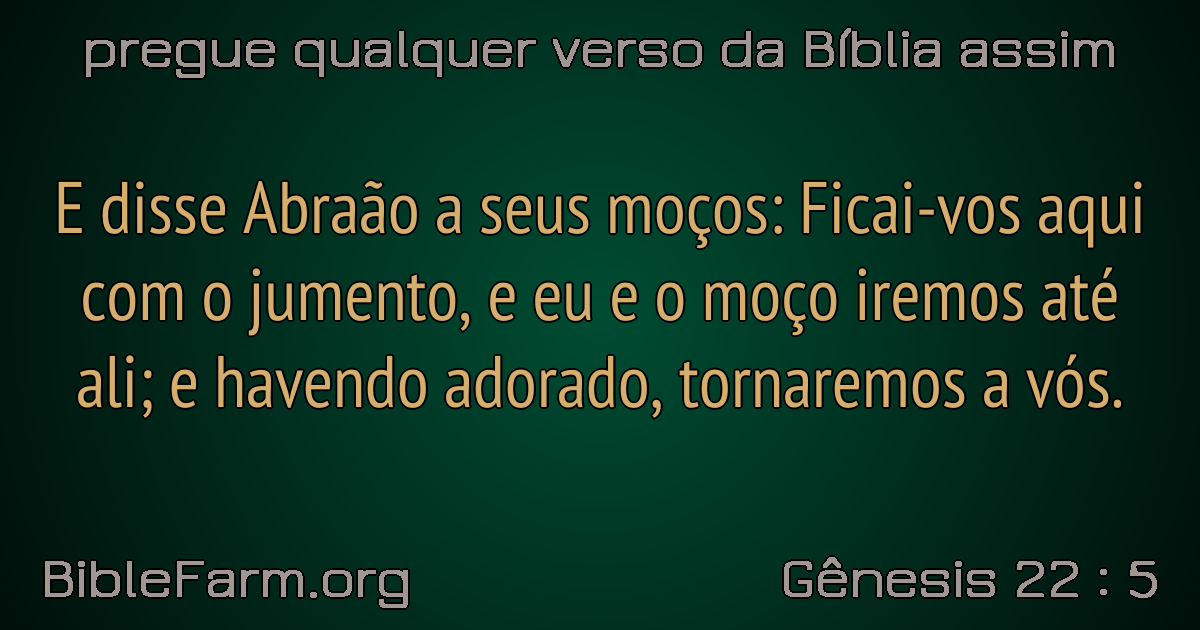 pregue qualquer verso da Bíblia assim
E disse Abraão a seus moços: Ficai-vos aqui
com o jumento, e eu e o moço iremos até
ali; e havendo adorado, tornaremos a vós.
BibleFarm.org
Gênesis 22 : 5